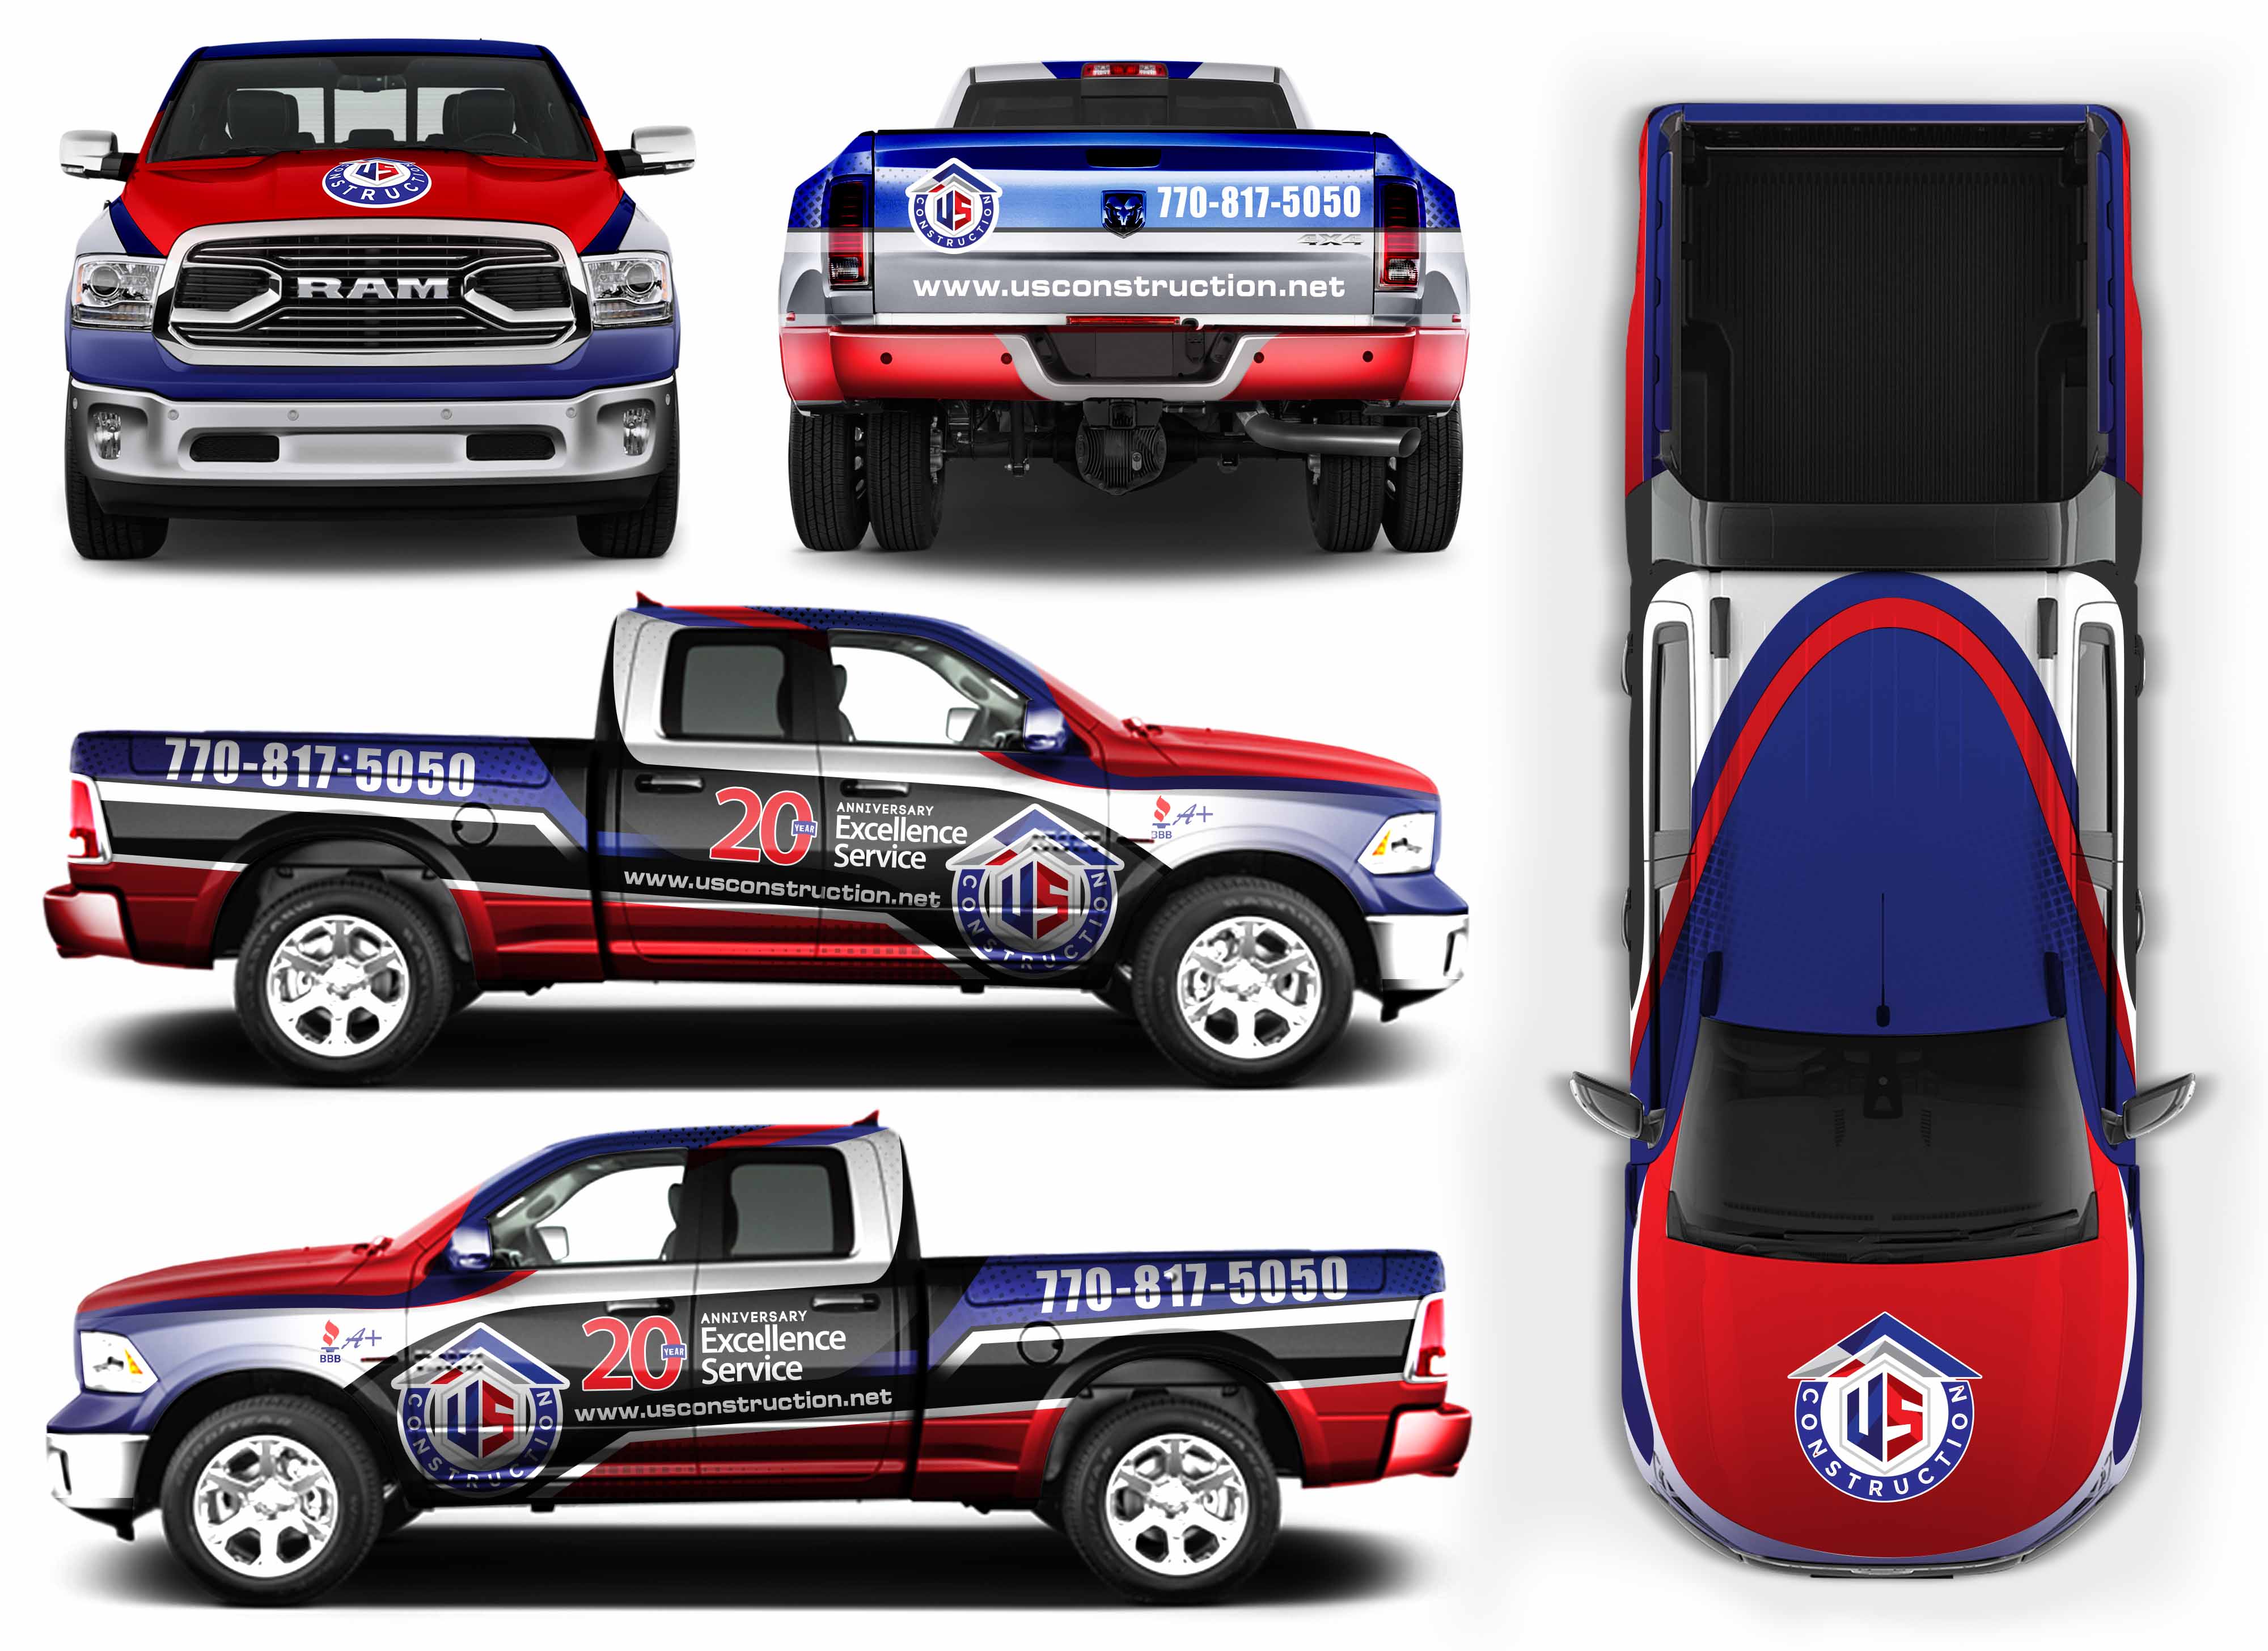 US
CONSTRUCTION
RAM
US
CONSTRUCTION
770-817-5050
4X4
www.usconstruction.net
770-817-5050
20
YEAR
ANNIVERSARY
Excellence
Service
www.usconstruction.net
US
CONSTRUCTION
BBB
A+
BBB
A+
US
CONSTRUCTION
20
YEAR
ANNIVERSARY
Excellence
Service
www.usconstruction.net
770-817-5050
US
CONSTRUCTION